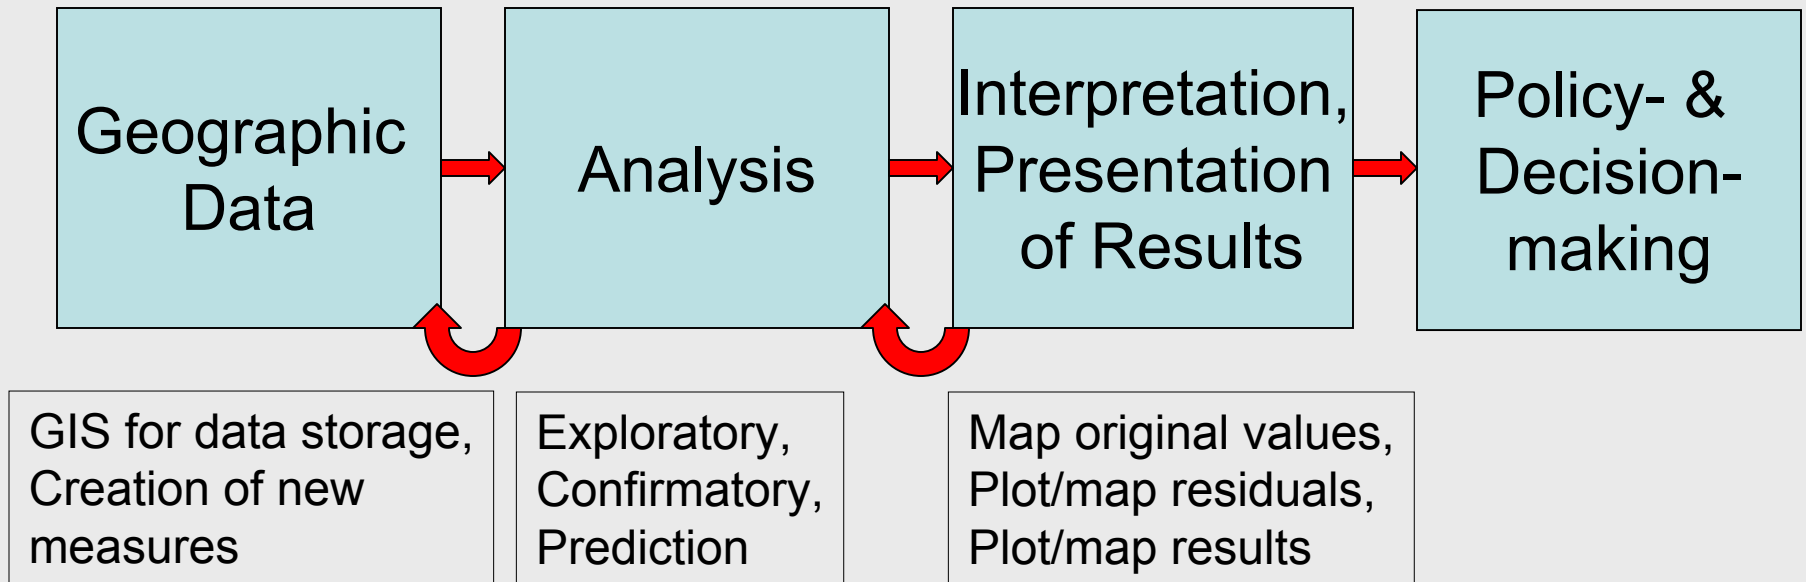 Geographic
Data
Analysis
Interpretation,
Presentation
of Results
Policy- &
Decision-
making
GIS for data storage,
Creation of new
measures
Exploratory,
Confirmatory,
Prediction
Map original values,
Plot/map residuals,
Plot/map results